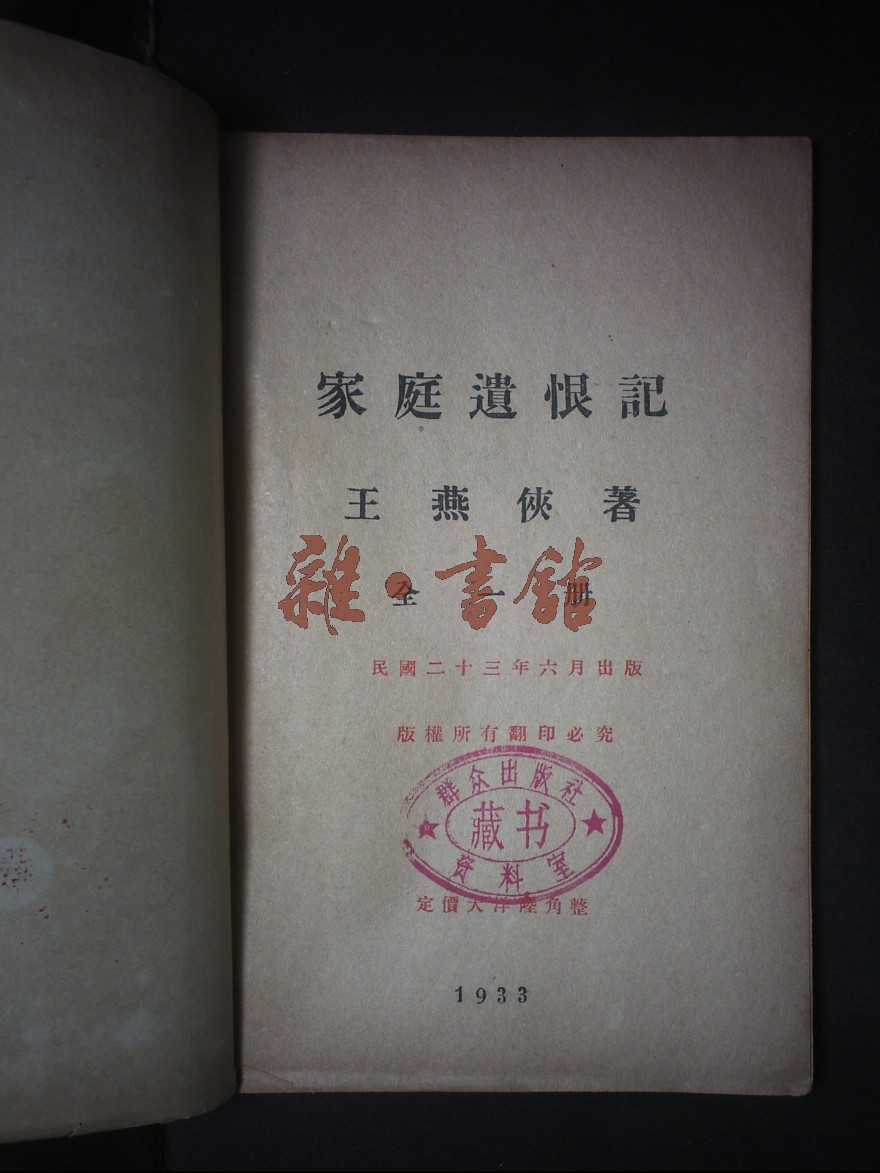 家庭遺恨記
王燕俠著
雜·書館
全一册
民國二十三年六月出版
版權所有翻印必究
群众出版社
藏书
资料室
定價大洋陸角整
1933